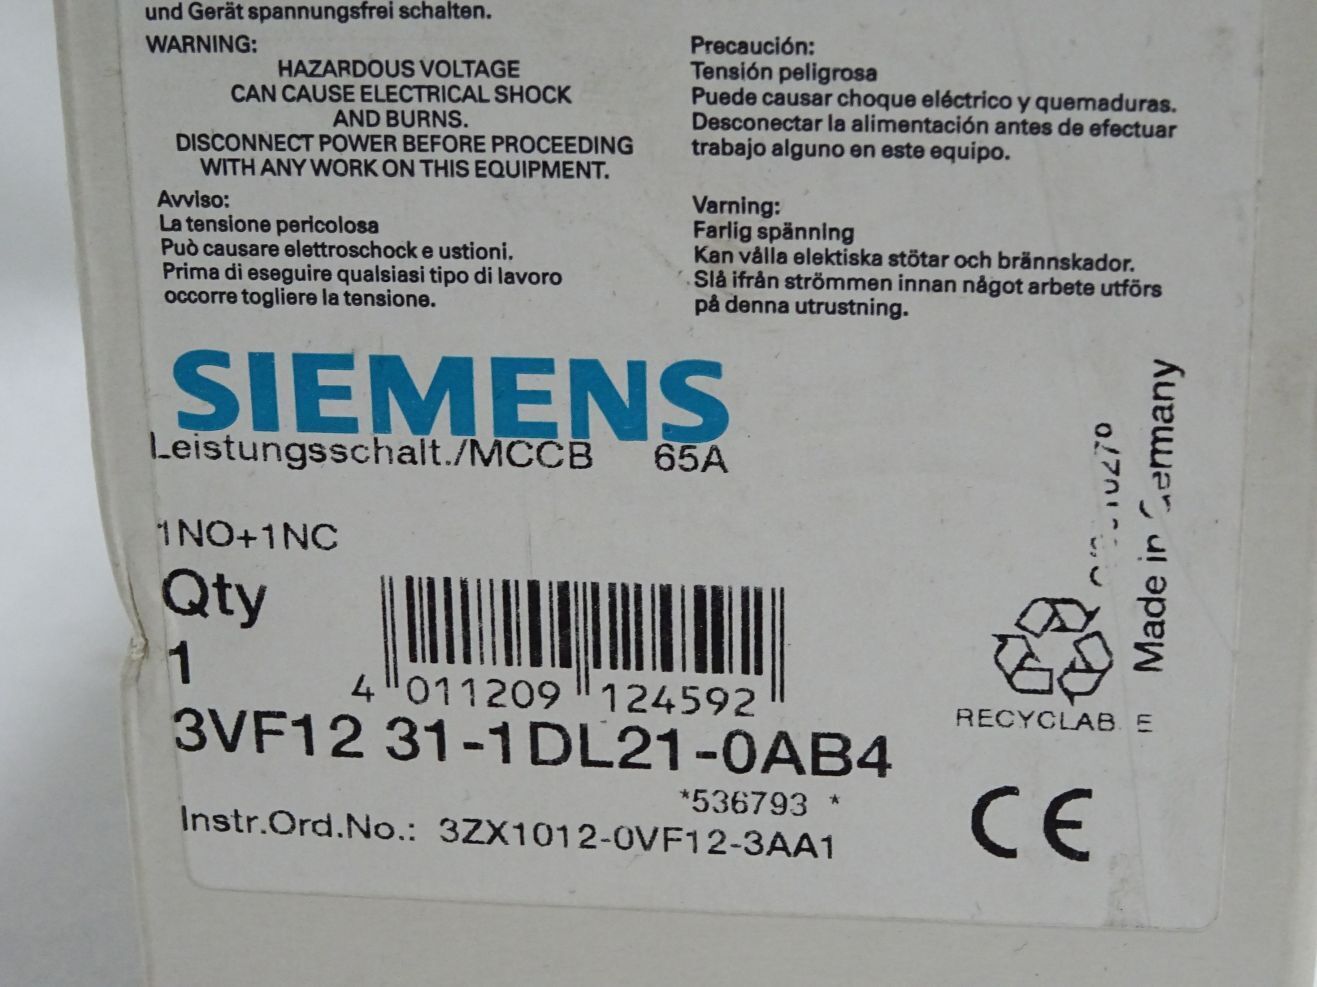 und Gerät spannungsfrei schalten.
WARNING:
HAZARDOUS VOLTAGE
CAN CAUSE ELECTRICAL SHOCK
AND BURNS.
DISCONNECT POWER BEFORE PROCEEDING
WITH ANY WORK ON THIS EQUIPMENT.
Avviso:
La tensione pericolosa
Può causare elettroschock e ustioni.
Prima di eseguire qualsiasi tipo di lavoro
occorre togliere la tensione.
Precaución:
Tensión peligrosa
Puede causar choque eléctrico y quemaduras.
Desconectar la alimentación antes de efectuar
trabajo alguno en este equipo.
Varning:
Farlig spänning
Kan vålla elektiska stötar och brännskador.
Slå ifrån strömmen innan något arbete utförs
på denna utrustning.
SIEMENS
Leistungsschalt./MCCB 65A
1NO+1NC
Qty
1
4 011209 124592
3VF12 31-1DL21-0AB4
*536793 *
Instr.Ord.No.: 3ZX1012-0VF12-3AA1
Made in Germany
RECYCLAB E
CE